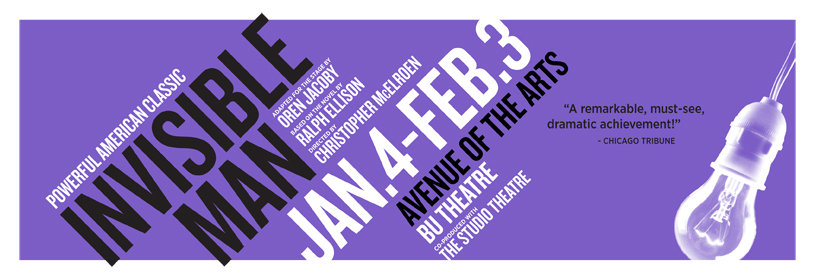 POWERFUL AMERICAN CLASSIC
INVISIBLE
MAN
ADAPTED FOR THE STAGE BY
OREN JACOBY
BASED ON THE NOVEL BY
RALPH ELLISON
DIRECTED BY
CHRISTOPHER McELROEN
JAN.4-FEB.3
AVENUE OF THE ARTS
BU THEATRE
CO-PRODUCED WITH
THE STUDIO THEATRE
“A remarkable, must-see,
dramatic achievement!”
- CHICAGO TRIBUNE